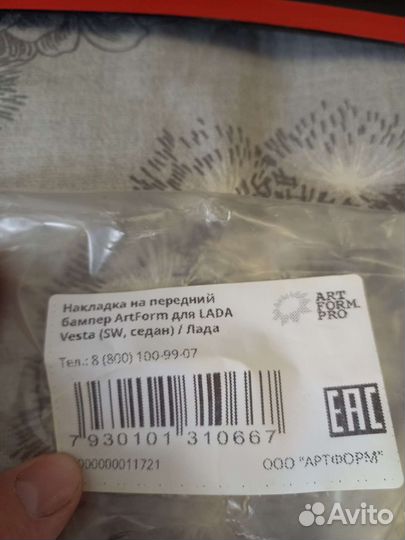 Накладка на передний
бампер ArtForm для LADA
Vesta (SW, седан) / Лада
ART
FORM.
PRO
Тел.: 8 (800) 100-99-07
EAC
7 930101 310667
000000011721
ООО "АРТФОРМ"
Avito